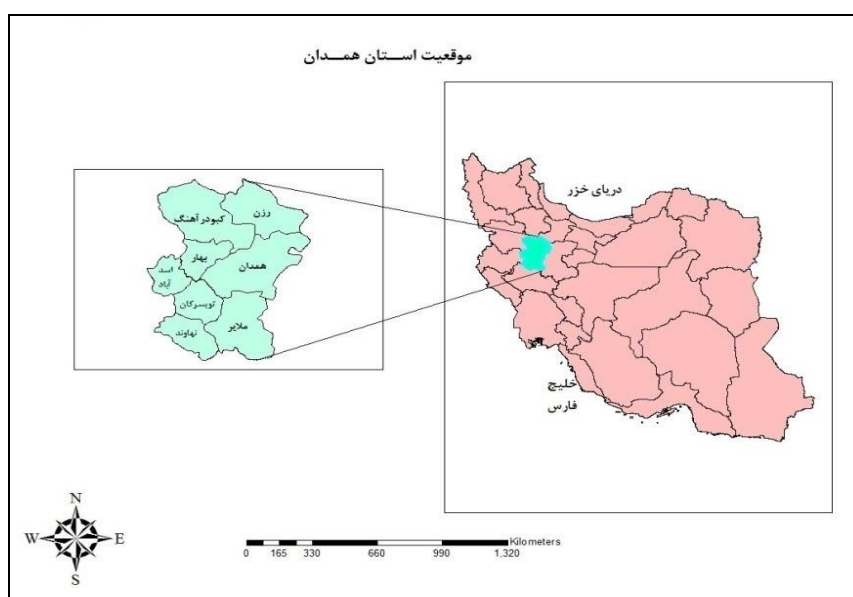 موقعیت اســـتان همـــدان
دریای خزر
خلیج
فارس
رزن
کبودرآهنگ
بهار
همدان
اسد
آباد
تویسرکان
ملایر
نهاوند
N
W
E
S
Kilometers
0 165 330 660 990 1,320